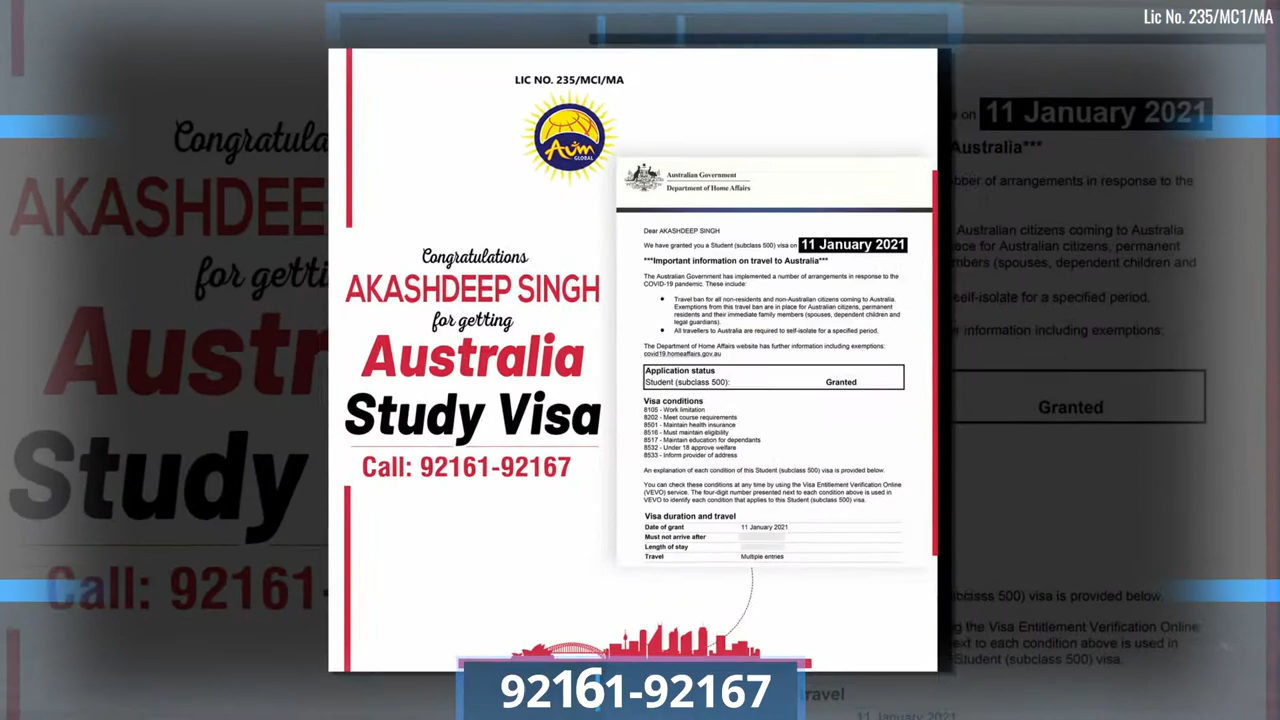 Lic No. 235/MC1/MA
LIC NO. 235/MCI/MA
Aum
GLOBAL
Congratulations
AKASHDEEP SINGH
for getting
Australia
Study Visa
Call: 92161-92167
Australian Government
Department of Home Affairs
Dear AKASHDEEP SINGH
We have granted you a Student (subclass 500) visa on 11 January 2021
***Important information on travel to Australia***
The Australian Government has implemented a number of arrangements in response to the
COVID-19 pandemic. These include:
Travel ban for all non-residents and non-Australian citizens coming to Australia.
Exemptions from this travel ban are in place for Australian citizens, permanent
residents and their immediate family members (spouses, dependent children and
legal guardians).
All travellers to Australia are required to self-isolate for a specified period.
The Department of Home Affairs website has further information including exemptions:
covid19.homeaffairs.gov.au
Application status
Student (subclass 500): Granted
Visa conditions
8105 - Work limitation
8202 - Meet course requirements
8501 - Maintain health insurance
8516 - Must maintain eligibility
8517 - Maintain education for dependants
8532 - Under 18 approve welfare
8533 - Inform provider of address
An explanation of each condition of this Student (subclass 500) visa is provided below.
You can check these conditions at any time by using the Visa Entitlement Verification Online
(VEVO) service. The four-digit number presented next to each condition above is used in
VEVO to identify each condition that applies to this Student (subclass 500) visa.
Visa duration and travel
Date of grant 11 January 2021
Must not arrive after
Length of stay
Travel Multiple entries
92161-92167